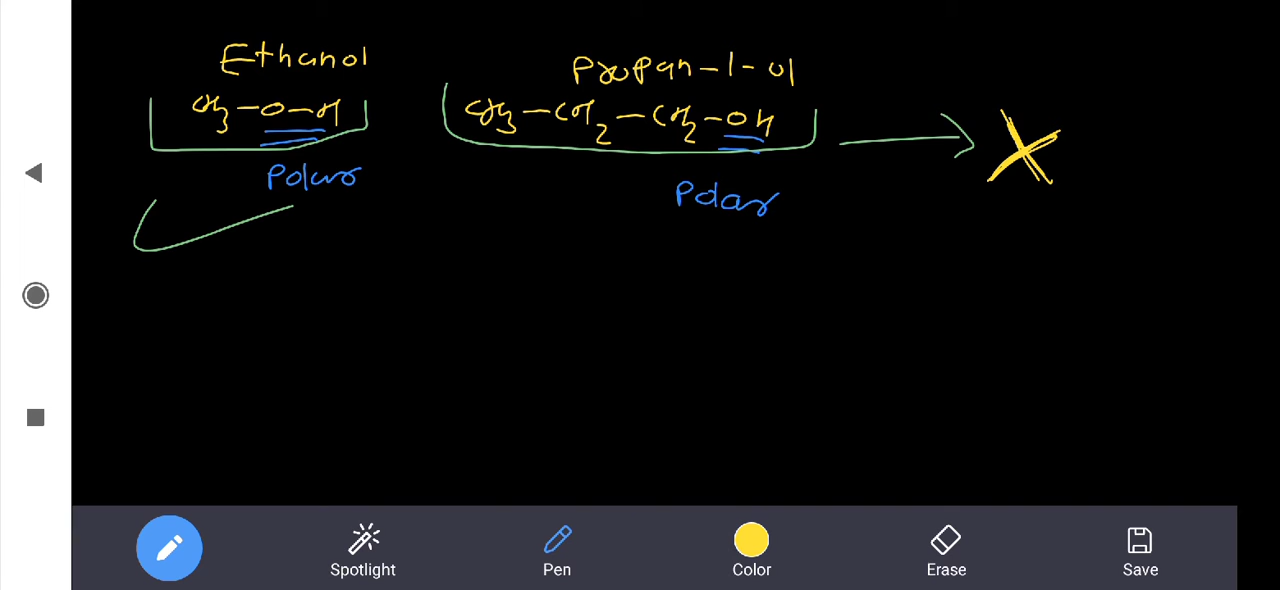 Ethanol
Propan-1-ol
CH3-O-H
CH3-CH2-CH2-OH
Polar
Polar
Spotlight
Pen
Color
Erase
Save